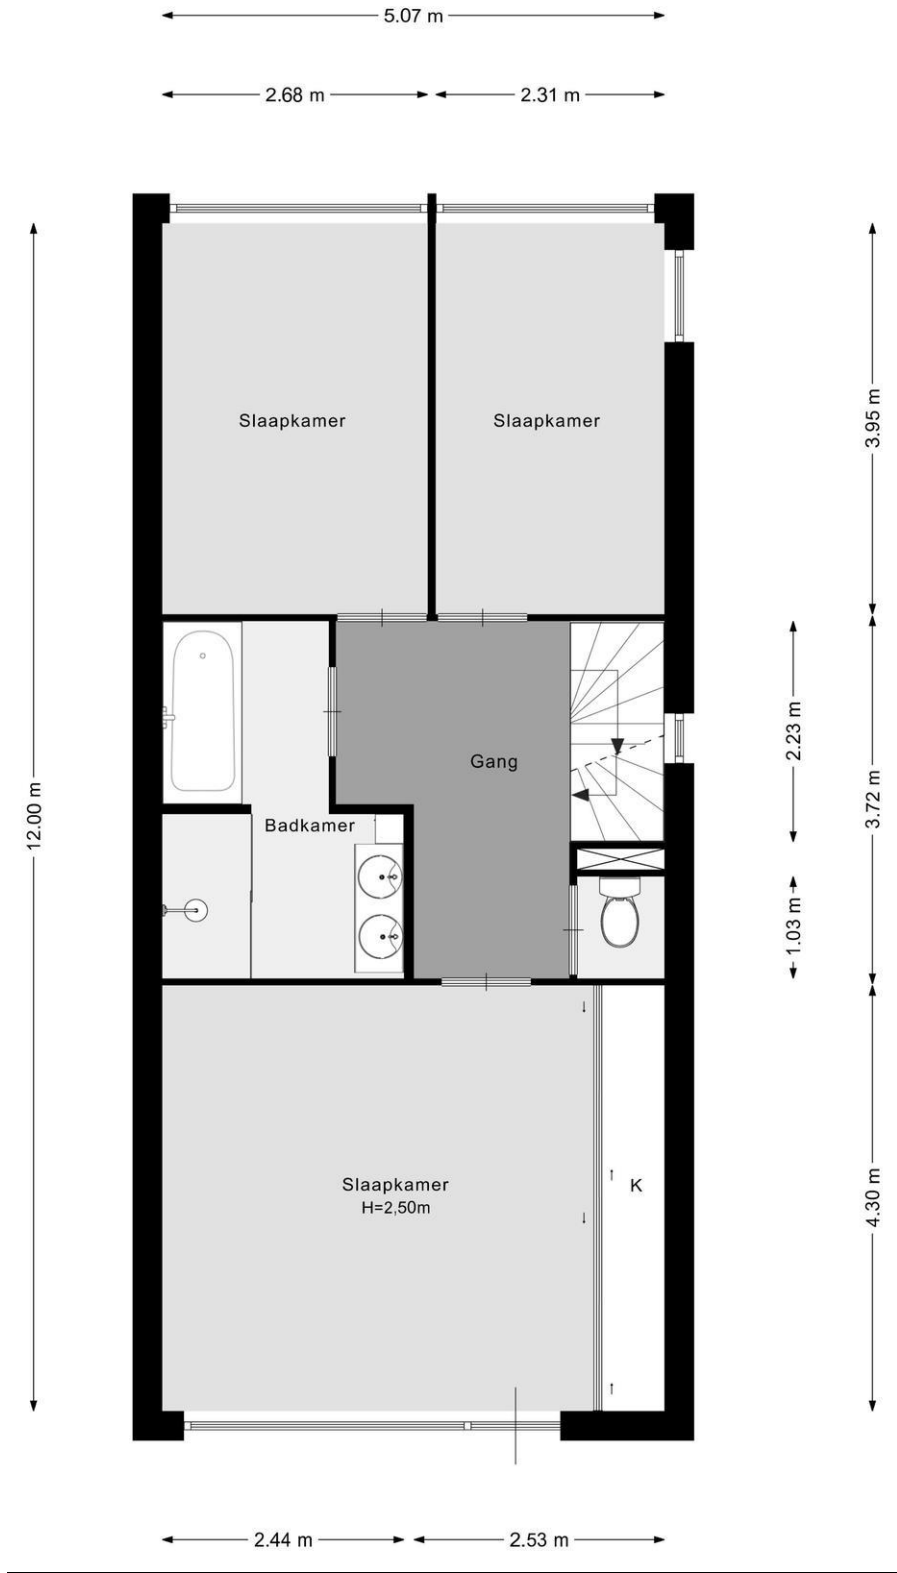 5.07 m
2.68 m
2.31 m
Slaapkamer
Slaapkamer
3.95 m
2.23 m
Gang
12.00 m
3.72 m
Badkamer
1.03 m
Slaapkamer
H=2,50m
K
4.30 m
2.44 m
2.53 m